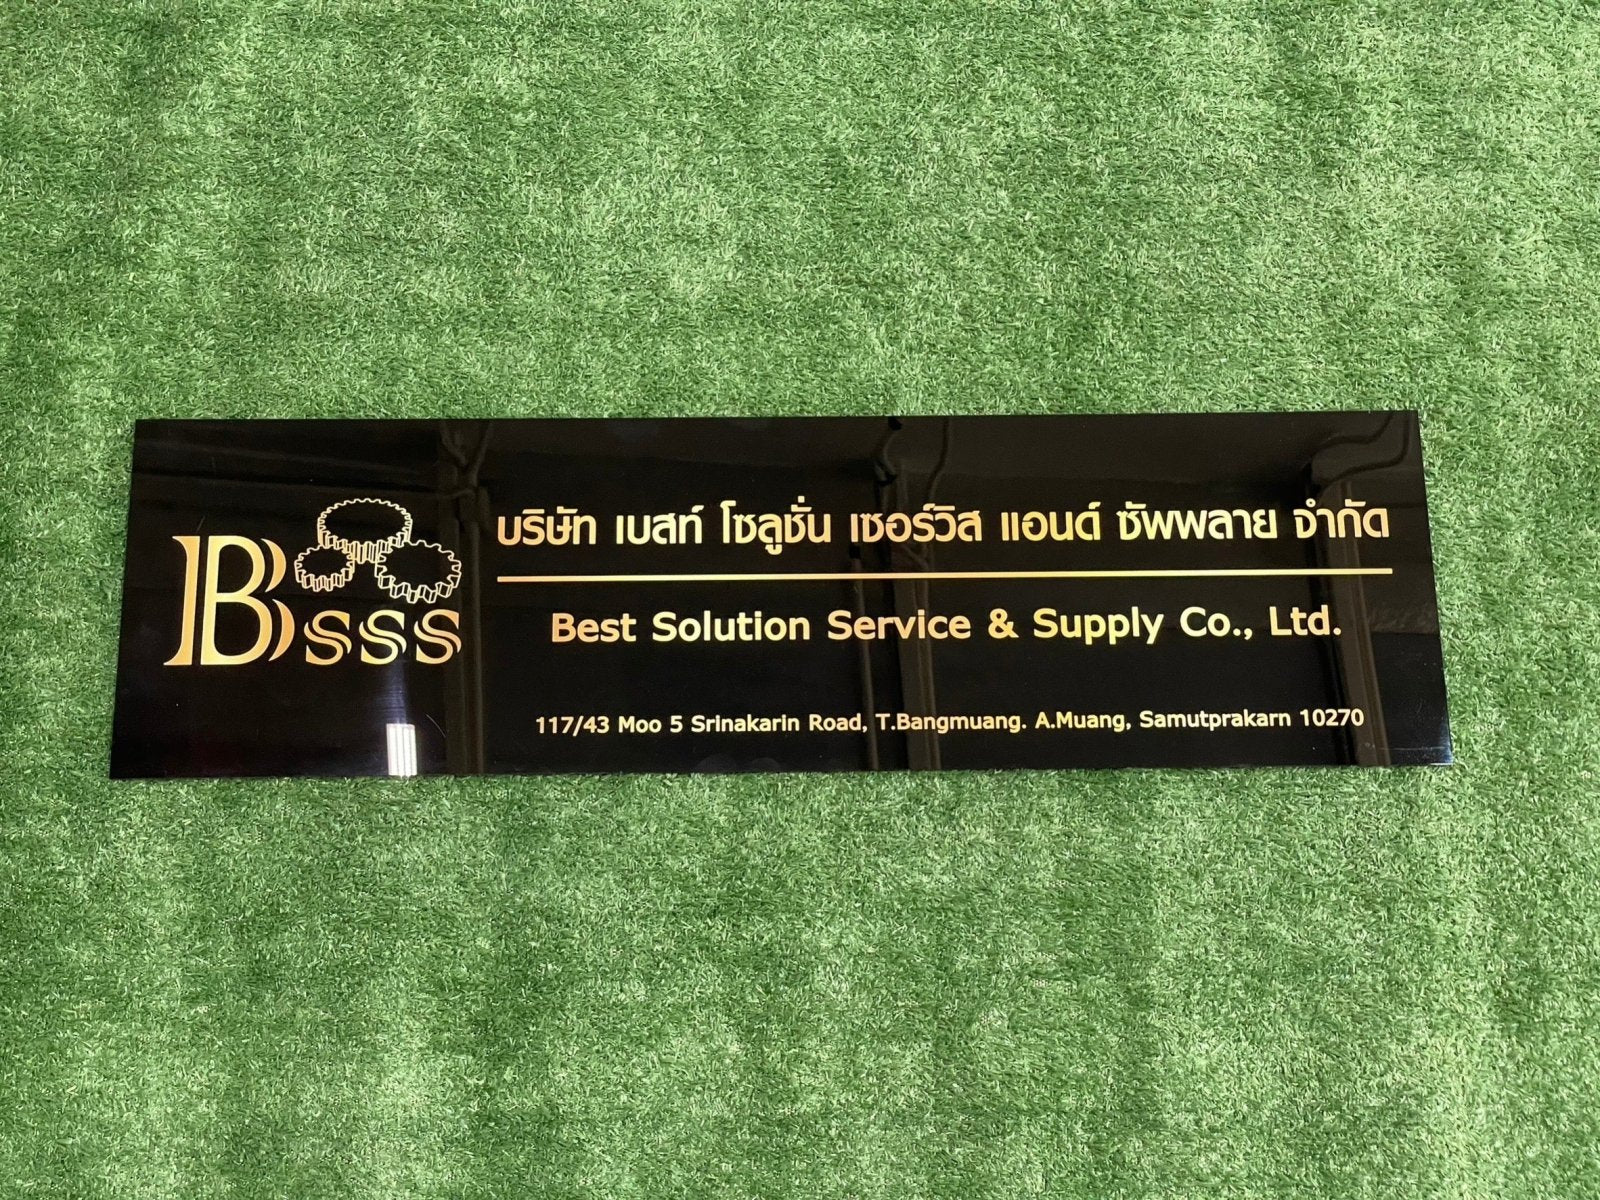 Bsss
บริษัท เบสท์ โซลูชั่น เซอร์วิส แอนด์ ซัพพลาย จำกัด
Best Solution Service & Supply Co., Ltd.
117/43 Moo 5 Srinakarin Road, T.Bangmuang. A.Muang, Samutprakarn 10270